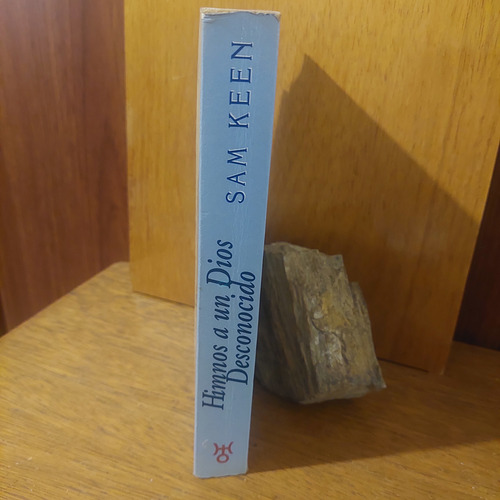 Himnos a un Dios
Desconocido
SAM KEEN